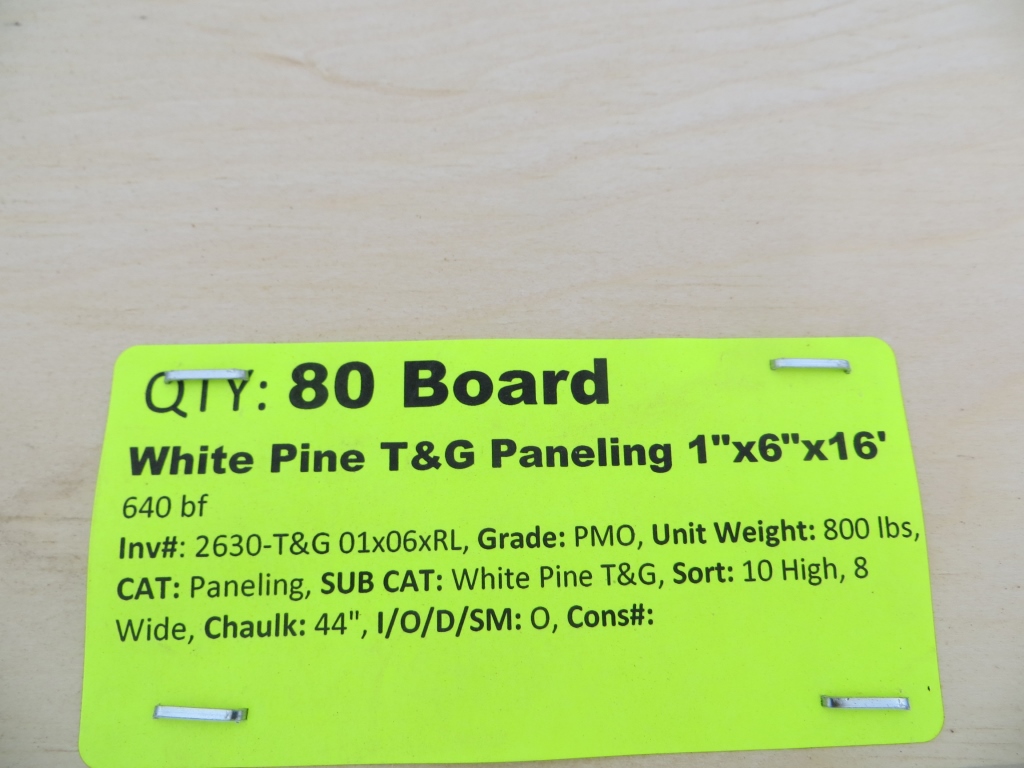 QTY: 80 Board
White Pine T&G Paneling 1"x6"x16'
640 bf
Inv#: 2630-T&G 01x06xRL, Grade: PMO, Unit Weight: 800 lbs,
CAT: Paneling, SUB CAT: White Pine T&G, Sort: 10 High, 8
Wide, Chaulk: 44", I/O/D/SM: O, Cons#: